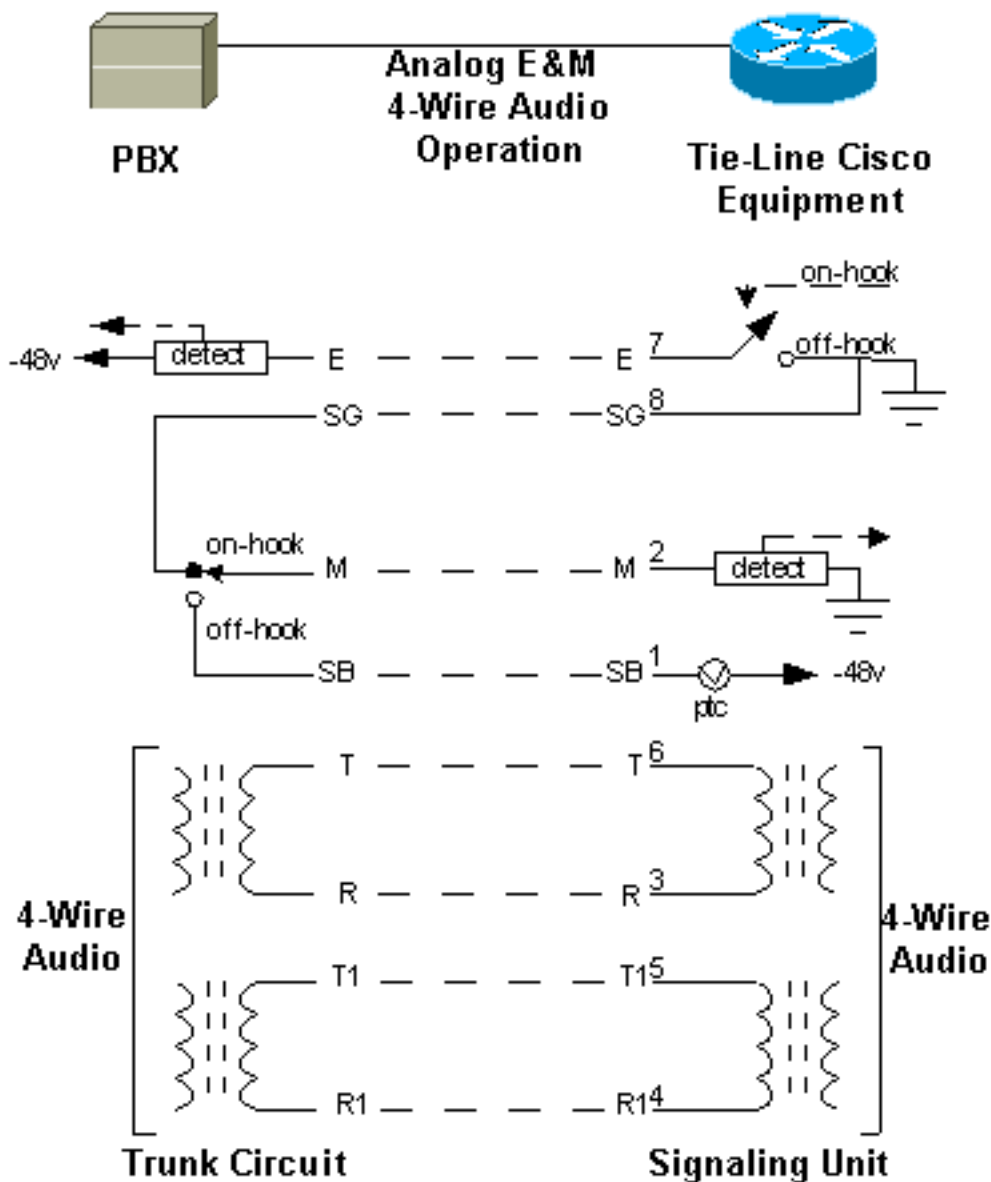 Analog E&M
4-Wire Audio
Operation
PBX
Tie-Line Cisco
Equipment
on-hook
-48v detect E E 7 off-hook
SG SG 8
on-hook
M M 2 detect
off-hook
SB SB 1 -48v
ptc
T T 6
R R 3
4-Wire
Audio
4-Wire
Audio
T1 T1 5
R1 R1 4
Trunk Circuit Signaling Unit